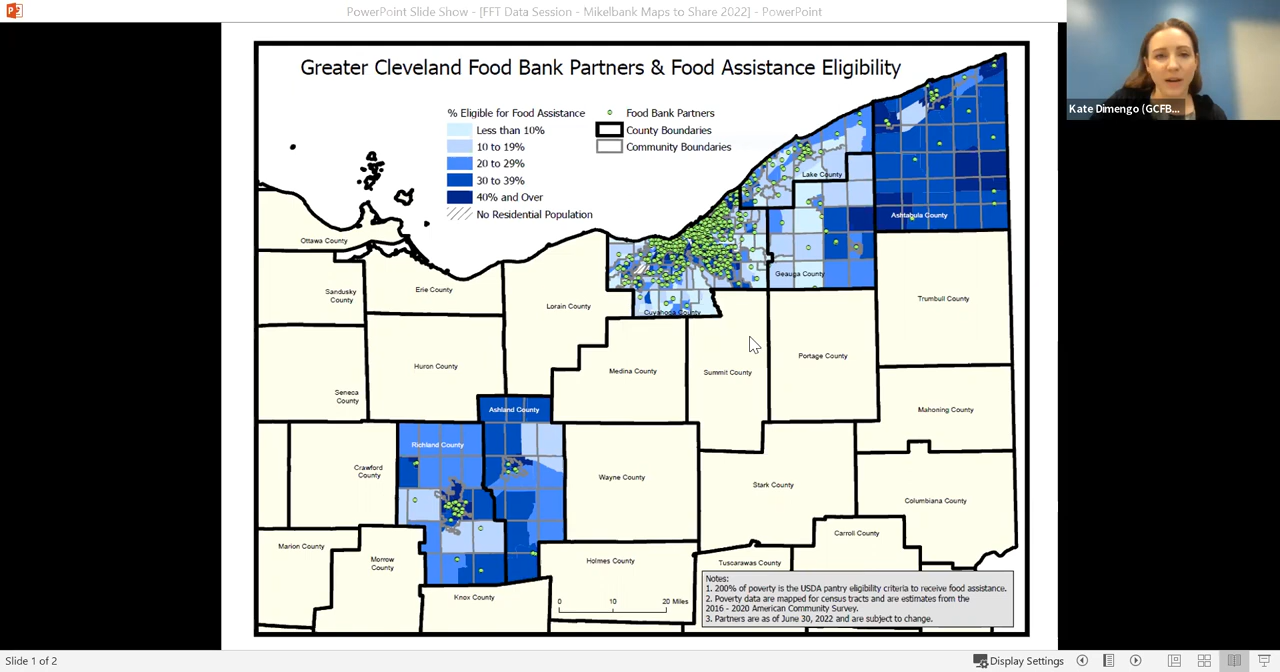 PowerPoint Slide Show - [FFT Data Session - Mikelbank Maps to Share 2022] - PowerPoint
Kate Dimengo (GCFB...
Greater Cleveland Food Bank Partners & Food Assistance Eligibility
% Eligible for Food Assistance
Less than 10%
10 to 19%
20 to 29%
30 to 39%
40% and Over
No Residential Population
Food Bank Partners
County Boundaries
Community Boundaries
Lake County
Ashtabula County
Ottawa County
Geauga County
Sandusky
County
Erie County
Lorain County
Cuyahoga County
Trumbull County
Huron County
Medina County
Summit County
Portage County
Seneca
County
Ashland County
Mahoning County
Richland County
Crawford
County
Wayne County
Stark County
Columbiana County
Marion County
Morrow
County
Holmes County
Carroll County
Tuscarawas County
Knox County
0 10 20 Miles
Notes:
1. 200% of poverty is the USDA pantry eligibility criteria to receive food assistance.
2. Poverty data are mapped for census tracts and are estimates from the
2016 - 2020 American Community Survey.
3. Partners are as of June 30, 2022 and are subject to change.
Slide 1 of 2
Display Settings